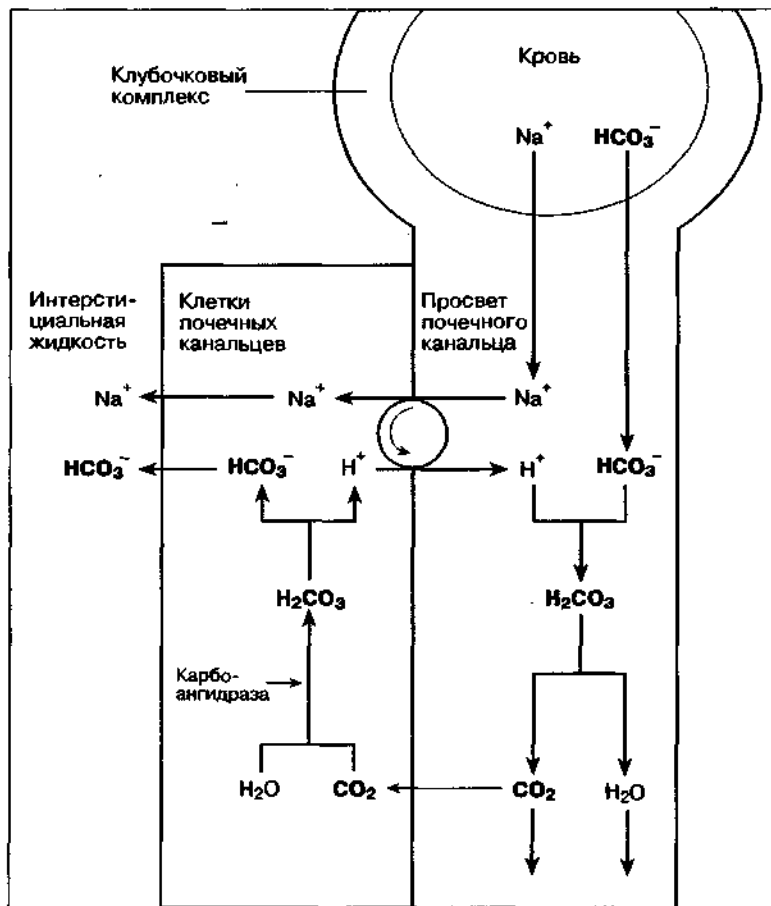 Кровь
Клубочковый
комплекс
Na⁺ HCO₃⁻
Интерсти-
циальная
жидкость
Клетки
почечных
канальцев
Просвет
почечного
канальца
Na⁺ Na⁺ Na⁺
HCO₃⁻ HCO₃⁻ H⁺ H⁺ HCO₃⁻
H₂CO₃ H₂CO₃
Карбо-
ангидраза
H₂O CO₂ CO₂ H₂O